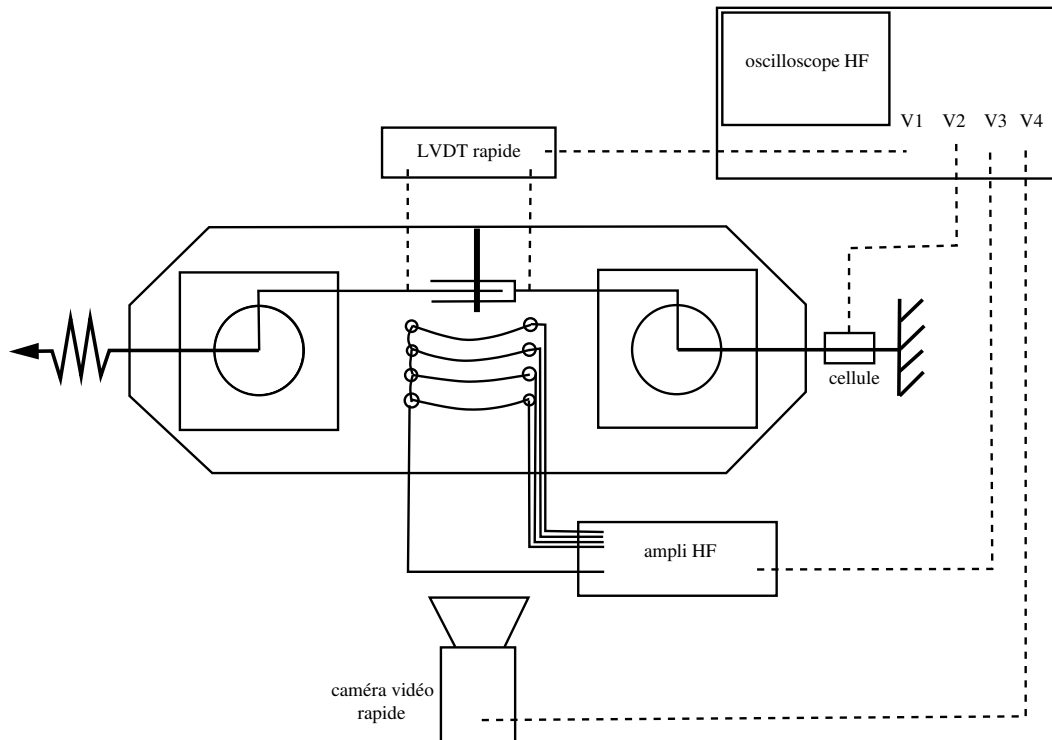 oscilloscope HF
V1 V2 V3 V4
LVDT rapide
cellule
ampli HF
caméra vidéo
rapide